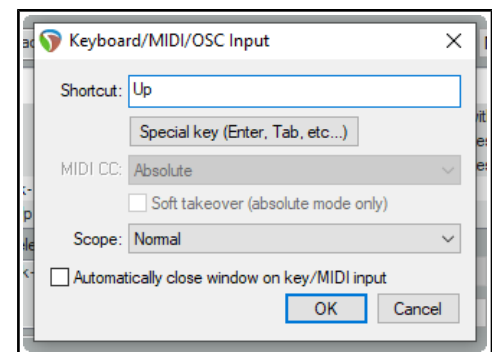 Keyboard/MIDI/OSC Input
Shortcut: Up
Special key (Enter, Tab, etc...)
MIDI CC: Absolute
Soft takeover (absolute mode only)
Scope: Normal
Automatically close window on key/MIDI input
OK Cancel